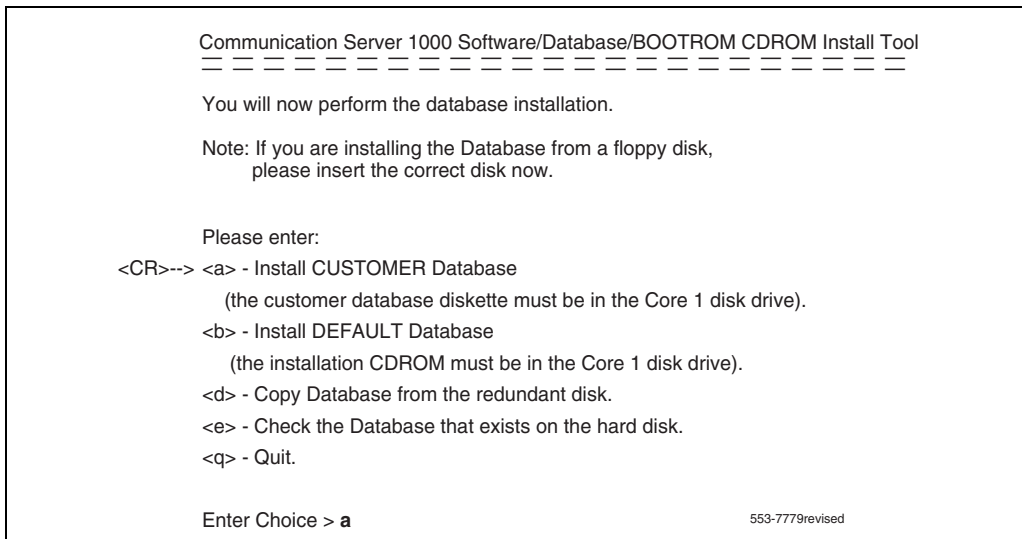 Communication Server 1000 Software/Database/BOOTROM CDROM Install Tool
= = = = = = = = = = = = = = = = = = = = = = =
You will now perform the database installation.
Note: If you are installing the Database from a floppy disk,
please insert the correct disk now.
Please enter:
<CR>--> <a> - Install CUSTOMER Database
(the customer database diskette must be in the Core 1 disk drive).
<b> - Install DEFAULT Database
(the installation CDROM must be in the Core 1 disk drive).
<d> - Copy Database from the redundant disk.
<e> - Check the Database that exists on the hard disk.
<q> - Quit.
Enter Choice > a
553-7779revised